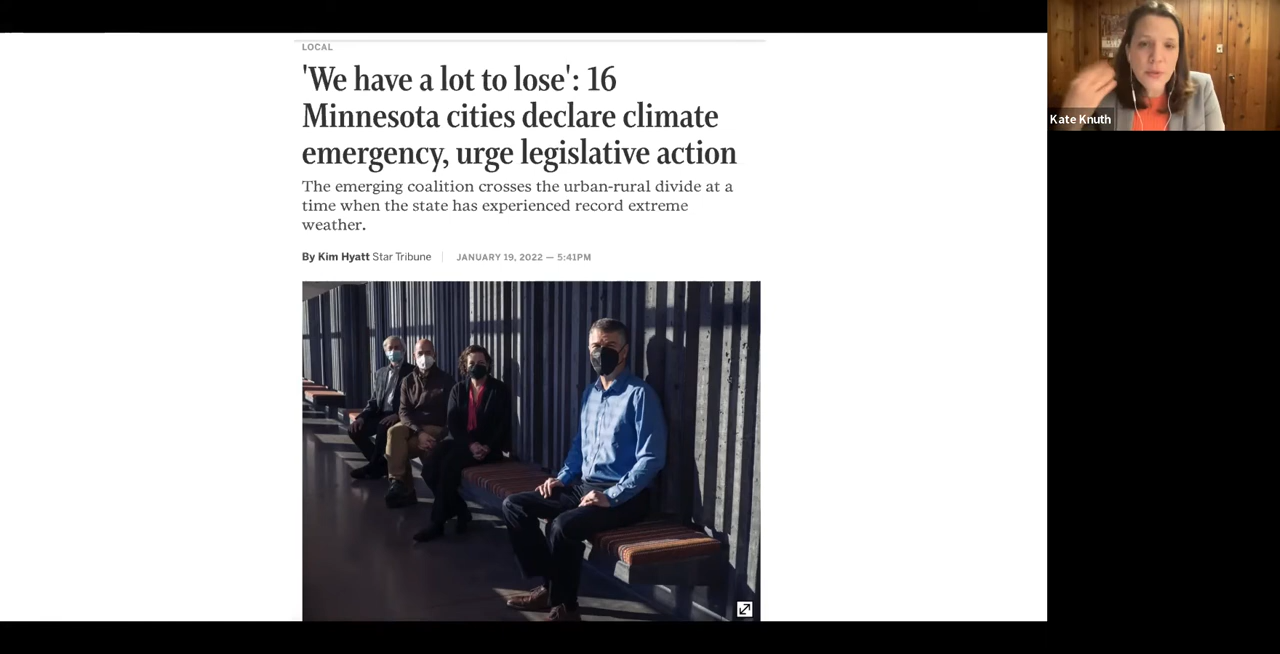 LOCAL
'We have a lot to lose': 16
Minnesota cities declare climate
emergency, urge legislative action
The emerging coalition crosses the urban-rural divide at a
time when the state has experienced record extreme
weather.
By Kim Hyatt Star Tribune | JANUARY 19, 2022 — 5:41PM
Kate Knuth